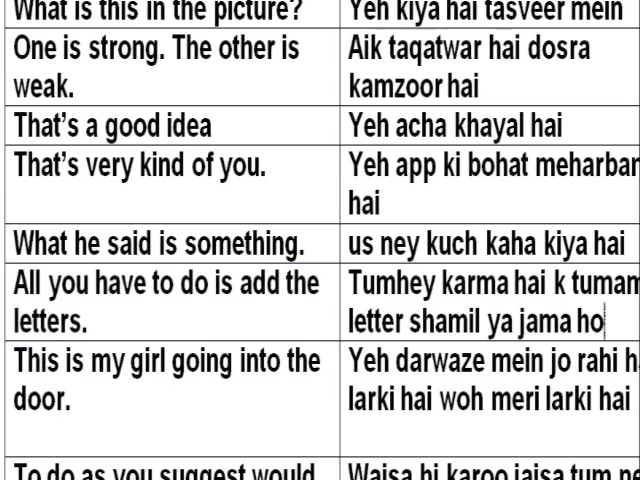 What is this in the picture?
Yeh kiya hai tasveer mein
One is strong. The other is
weak.
Aik taqatwar hai dosra
kamzoor hai
That's a good idea
Yeh acha khayal hai
That's very kind of you.
Yeh app ki bohat meharban
hai
What he said is something.
us ney kuch kaha kiya hai
All you have to do is add the
letters.
Tumhey karma hai k tumam
letter shamil ya jama ho
This is my girl going into the
door.
Yeh darwaze mein jo rahi h
larki hai woh meri larki hai
To do as you suggest would
Waisa hi karoo jaisa tum ne